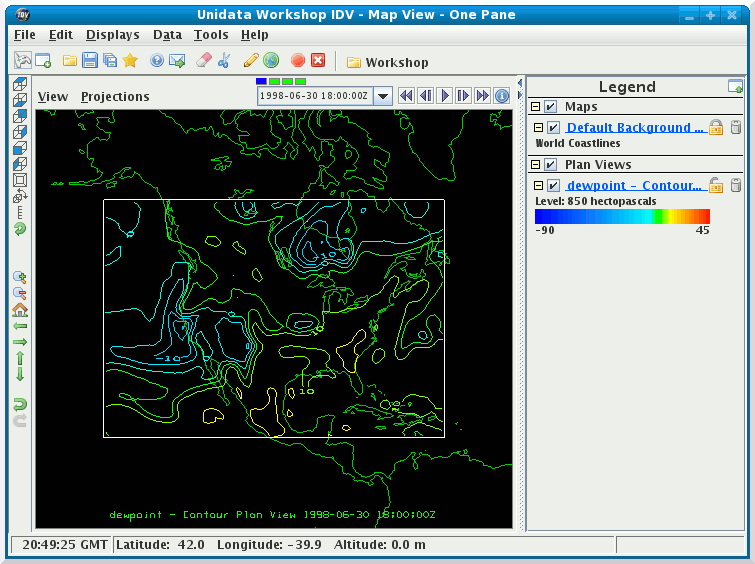 IDV
Unidata Workshop IDV - Map View - One Pane
File Edit Displays Data Tools Help
Workshop
View Projections
1998-06-30 18:00:00Z
-10
-10
10
10
dewpoint - Contour Plan View 1998-06-30 18:00:00Z
Legend
Maps
Default Background ...
World Coastlines
Plan Views
dewpoint - Contour...
Level: 850 hectopascals
-90 45
20:49:25 GMT Latitude: 42.0 Longitude: -39.9 Altitude: 0.0 m